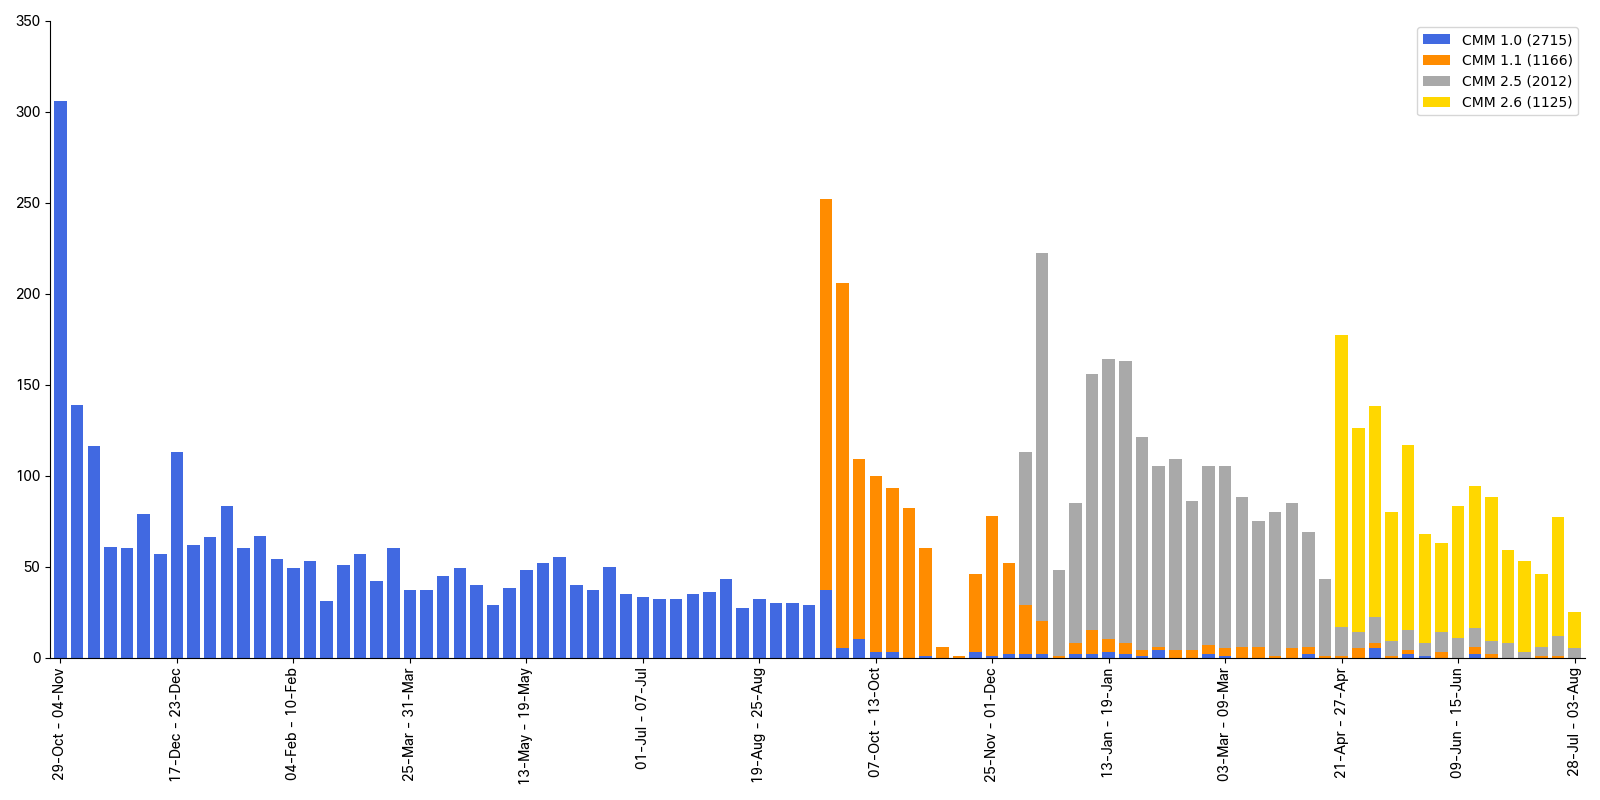 350
300
250
200
150
100
50
0
CMM 1.0 (2715)
CMM 1.1 (1166)
CMM 2.5 (2012)
CMM 2.6 (1125)
29-Oct - 04-Nov
17-Dec - 23-Dec
04-Feb - 10-Feb
25-Mar - 31-Mar
13-May - 19-May
01-Jul - 07-Jul
19-Aug - 25-Aug
07-Oct - 13-Oct
25-Nov - 01-Dec
13-Jan - 19-Jan
03-Mar - 09-Mar
21-Apr - 27-Apr
09-Jun - 15-Jun
28-Jul - 03-Aug